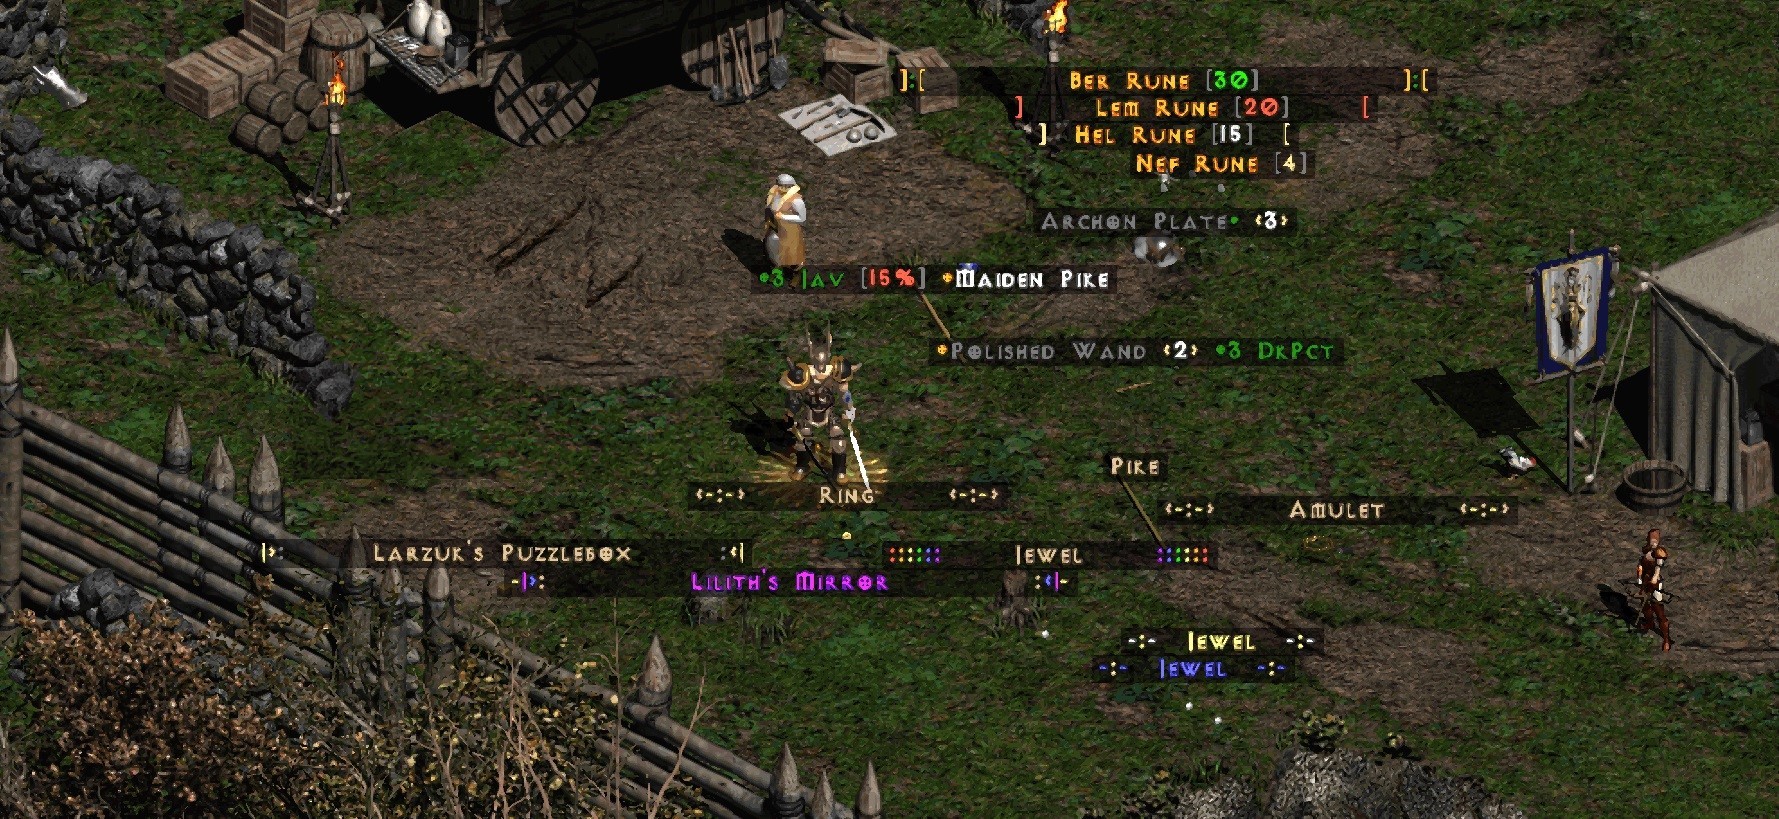 ].[ Ber Rune [30] ].[
] Lem Rune [20] [
] Hel Rune [15] [
Nef Rune [4]
Archon Plate• <3>
•3 Jav [15%] •Maiden Pike
•Polished Wand <2> •3 DkPct
Pike
<-:-> Ring <-:->
<-:-> Amulet <-:->
|>: Larzuk's Puzzlebox :<|
:::::: Jewel ::::::
-|>: Lilith's Mirror :<|-
-:- Jewel -:-
-:- Jewel -:-